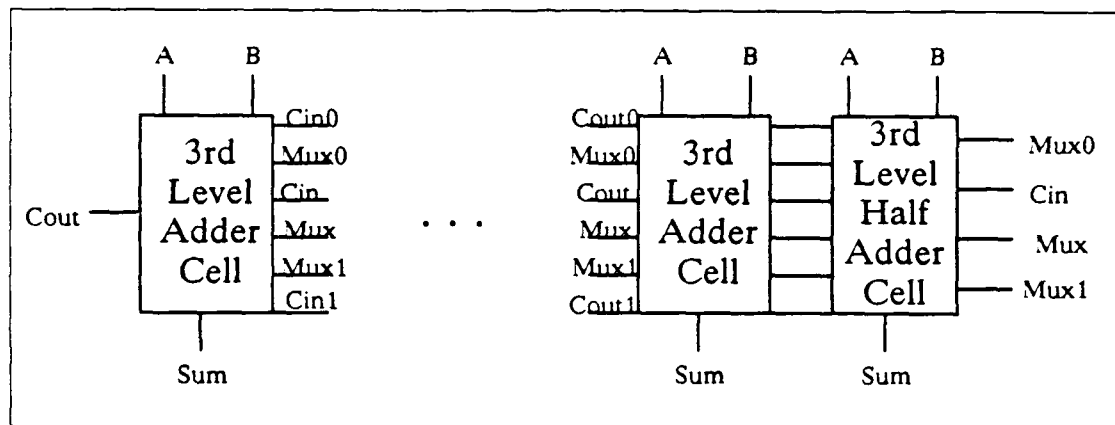 A B
A B
A B
Cin0
Mux0
Cin
Mux
Mux1
Cin1
3rd
Level
Adder
Cell
Cout
Sum
. . .
Cout0
Mux0
Cout
Mux
Mux1
Cout1
3rd
Level
Adder
Cell
Sum
3rd
Level
Half
Adder
Cell
Sum
Mux0
Cin
Mux
Mux1